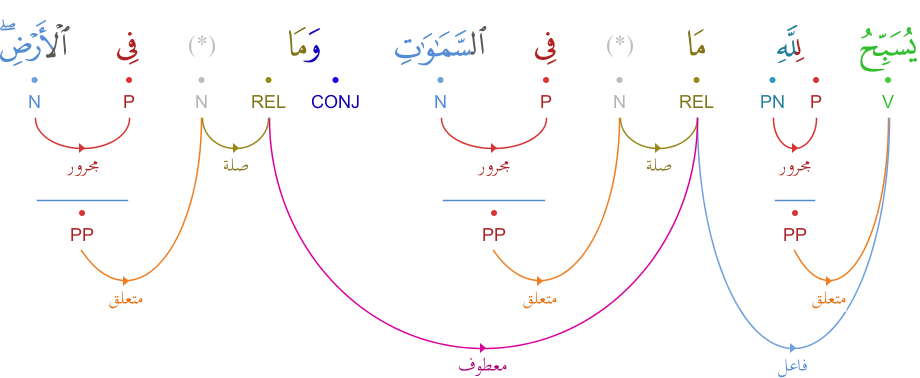 يُسَبِّحُ لِلَّهِ مَا (*) فِى ٱلسَّمَٰوَٰتِ وَمَا (*) فِى ٱلْأَرْضِ ۖ
V P PN REL N P N CONJ REL N P N
مجرور صلة مجرور صلة مجرور
PP PP PP
متعلق متعلق متعلق
فاعل معطوف